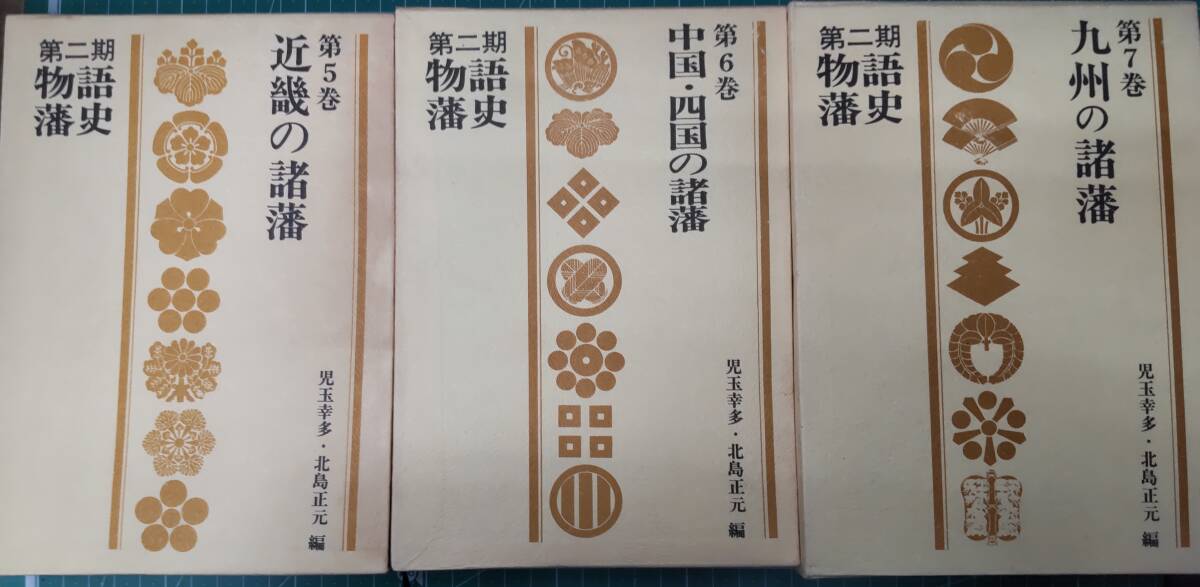 第二期
物語
藩史
第5巻
近畿の諸藩
児玉幸多・北島正元 編
第二期
物語
藩史
第6巻
中国・四国の諸藩
児玉幸多・北島正元 編
第二期
物語
藩史
第7巻
九州の諸藩
児玉幸多・北島正元 編